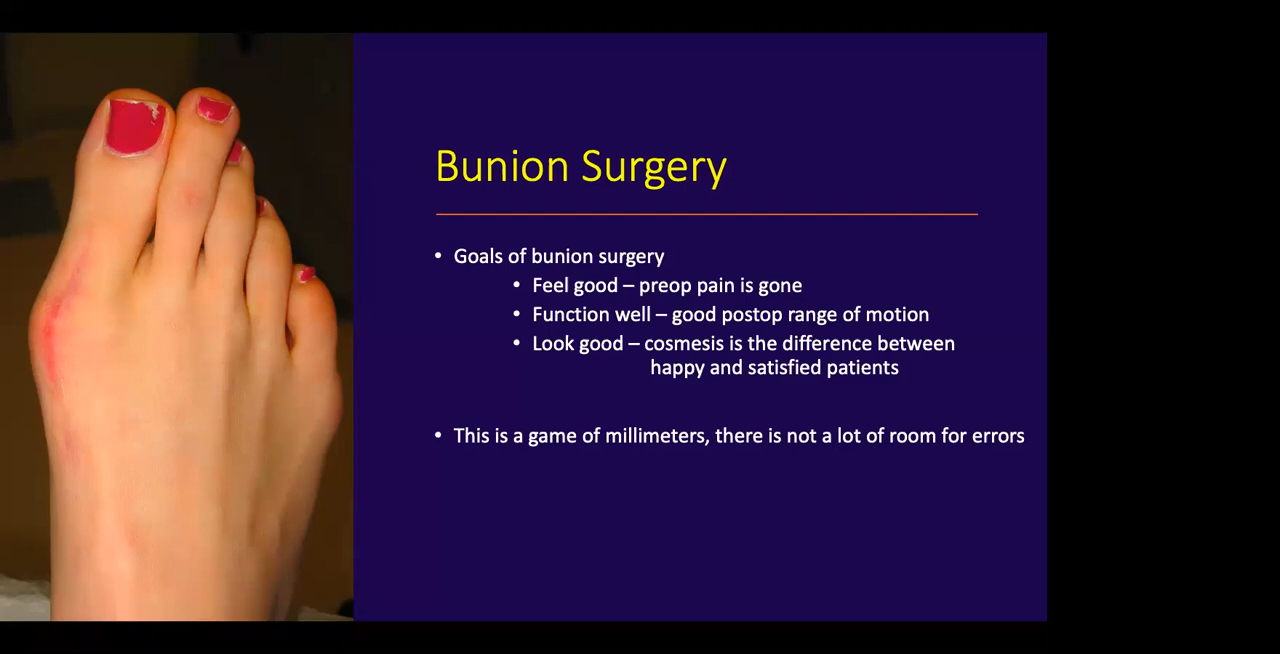 Bunion Surgery
• Goals of bunion surgery
• Feel good – preop pain is gone
• Function well – good postop range of motion
• Look good – cosmesis is the difference between
happy and satisfied patients
• This is a game of millimeters, there is not a lot of room for errors